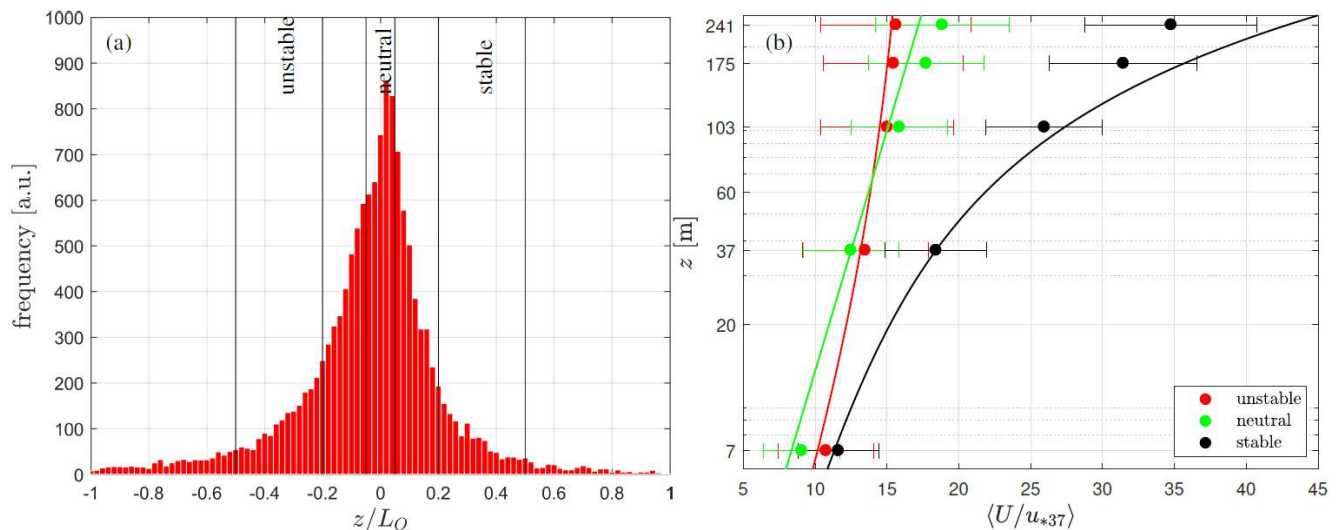 (a)
unstable
neutral
stable
1000
900
800
700
600
500
400
300
200
100
0
frequency [a.u.]
-1 -0.8 -0.6 -0.4 -0.2 0 0.2 0.4 0.6 0.8 1
z/L_O
(b)
241
175
103
60
37
20
7
z [m]
unstable
neutral
stable
5 10 15 20 25 30 35 40 45
⟨U/u_{*37}⟩